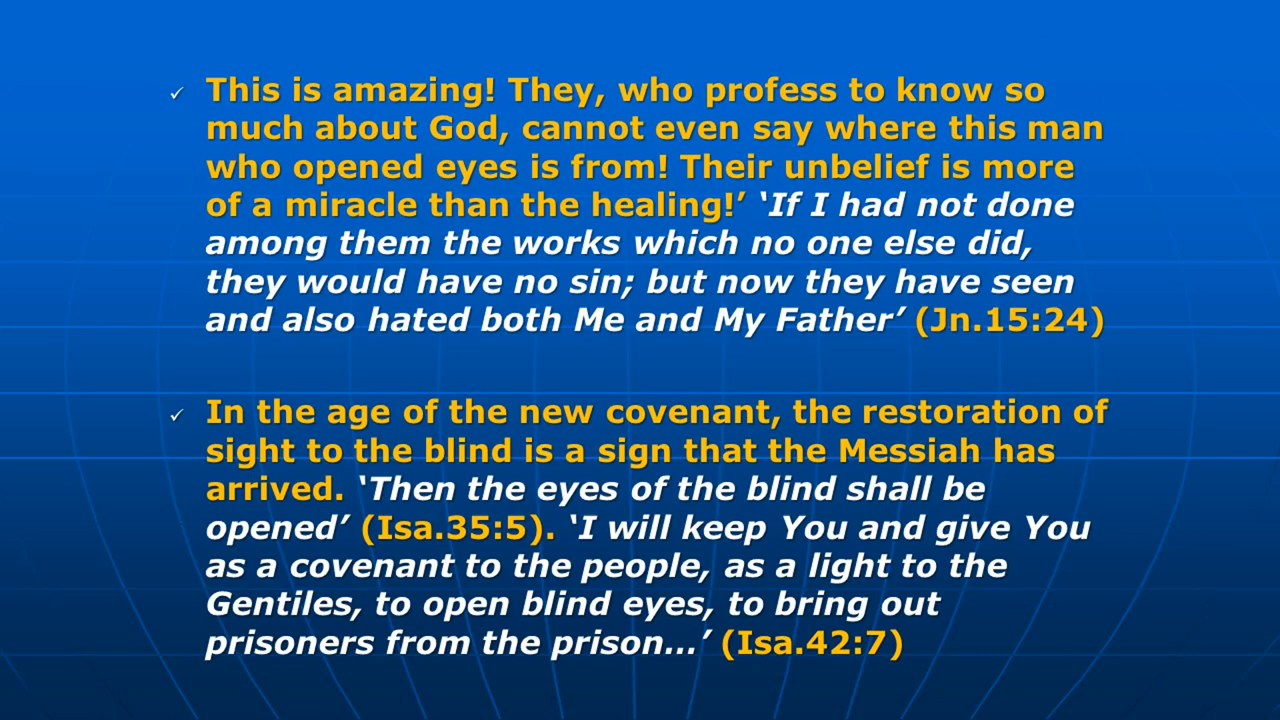 ✓ This is amazing! They, who profess to know so
much about God, cannot even say where this man
who opened eyes is from! Their unbelief is more
of a miracle than the healing!’ ‘If I had not done
among them the works which no one else did,
they would have no sin; but now they have seen
and also hated both Me and My Father’ (Jn.15:24)
✓ In the age of the new covenant, the restoration of
sight to the blind is a sign that the Messiah has
arrived. ‘Then the eyes of the blind shall be
opened’ (Isa.35:5). ‘I will keep You and give You
as a covenant to the people, as a light to the
Gentiles, to open blind eyes, to bring out
prisoners from the prison…’ (Isa.42:7)